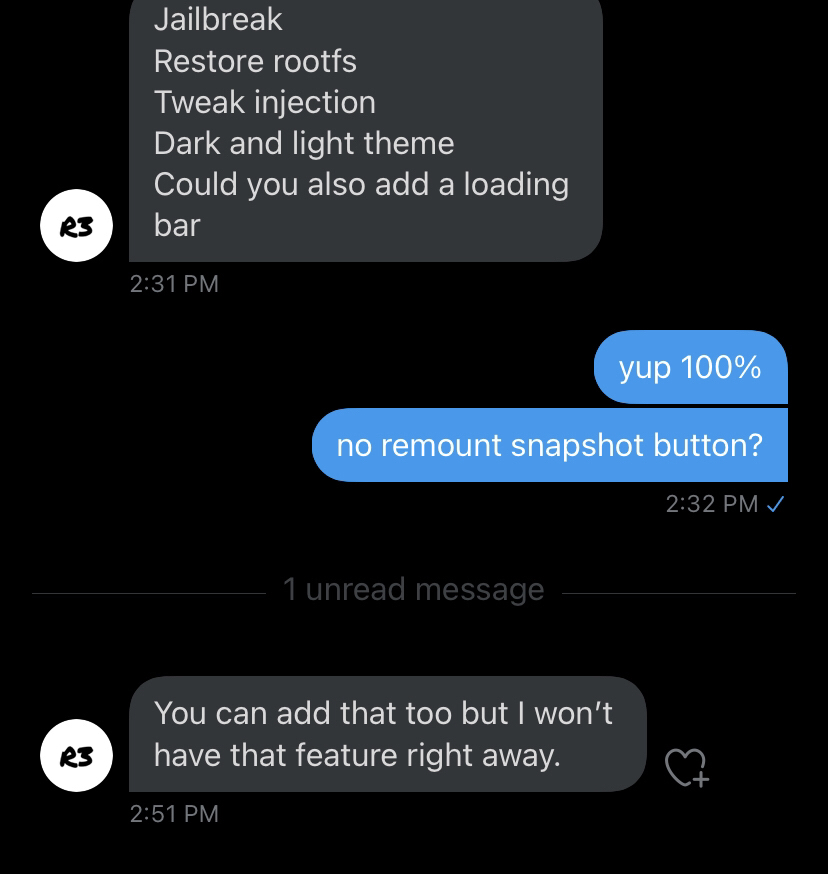 Jailbreak
Restore rootfs
Tweak injection
Dark and light theme
Could you also add a loading
bar
R3
2:31 PM
yup 100%
no remount snapshot button?
2:32 PM
1 unread message
You can add that too but I won’t
have that feature right away.
R3
2:51 PM